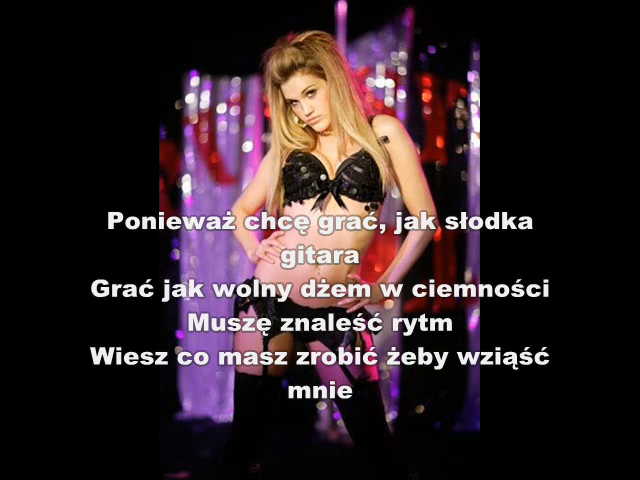 Ponieważ chcę grać, jak słodka
gitara
Grać jak wolny dżem w ciemności
Muszę znaleść rytm
Wiesz co masz zrobić żeby wziąść
mnie